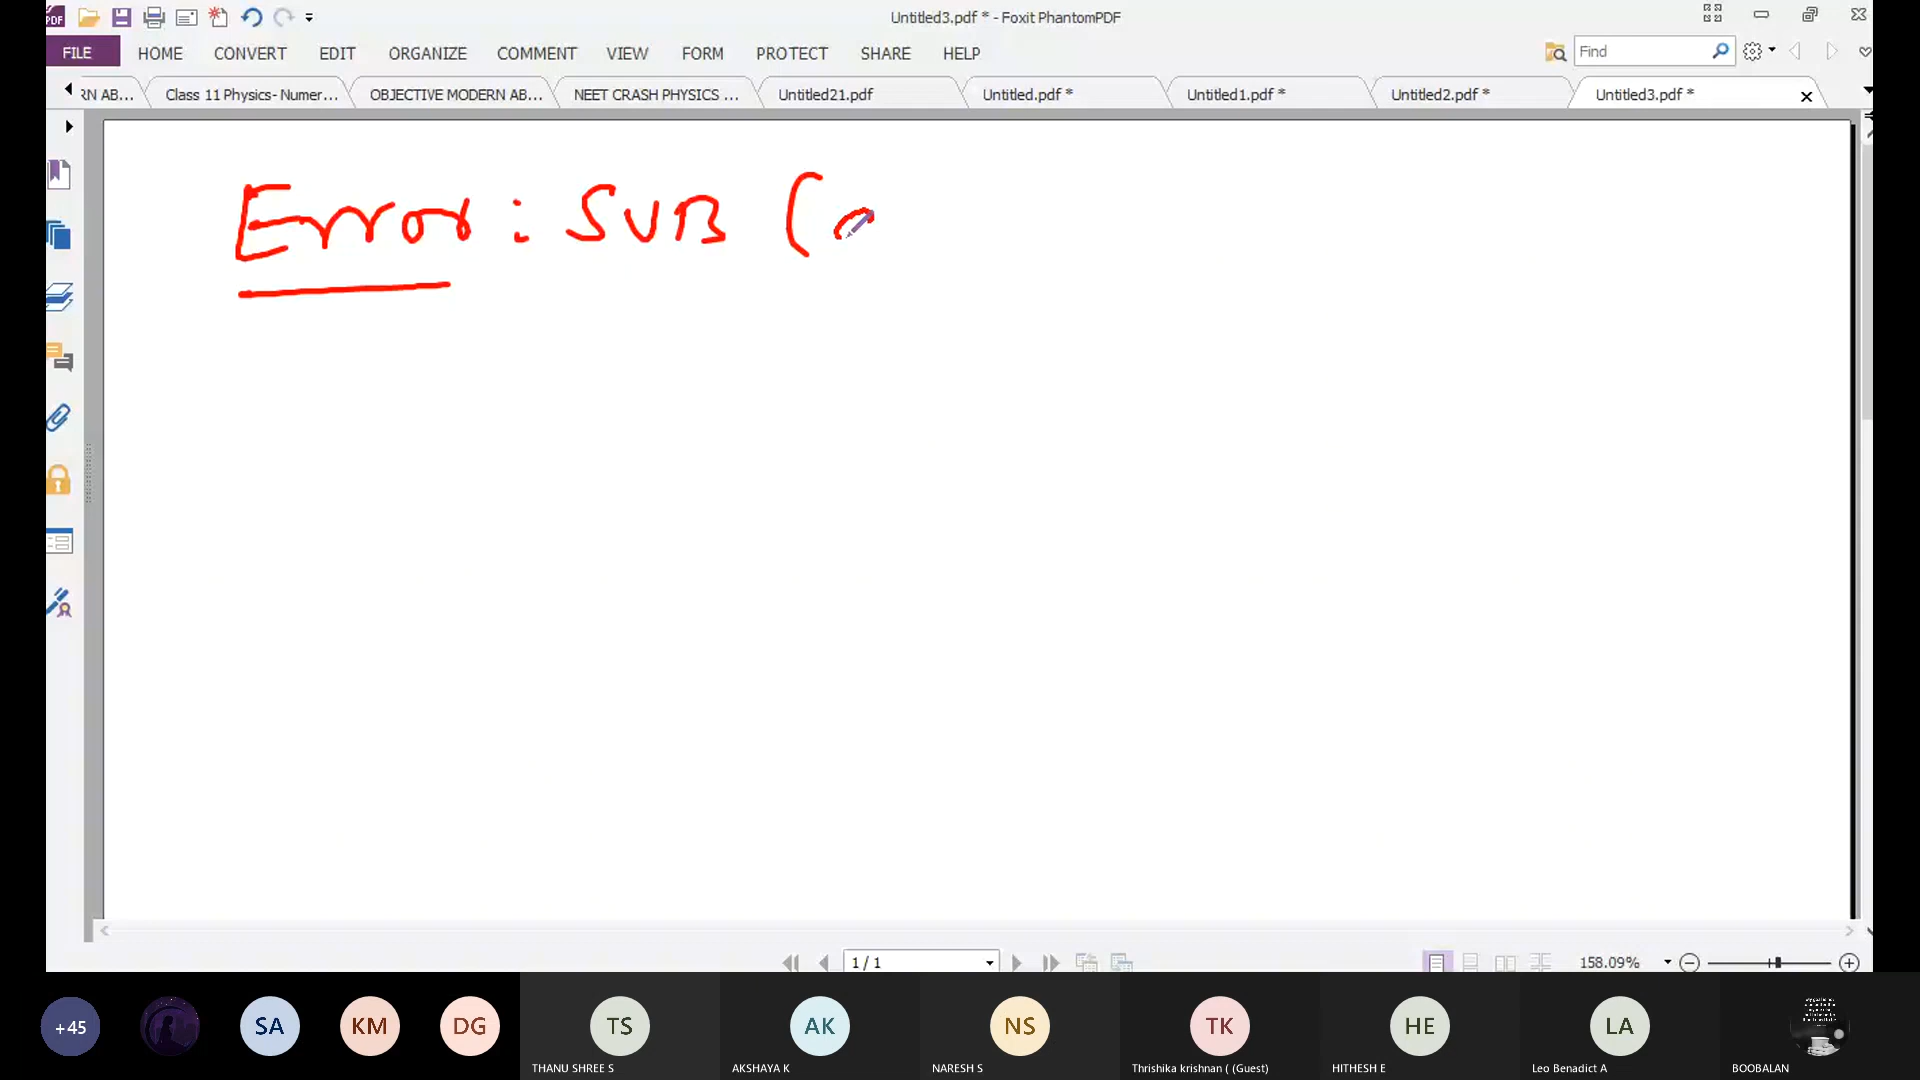 Untitled3.pdf * - Foxit PhantomPDF
FILE HOME CONVERT EDIT ORGANIZE COMMENT VIEW FORM PROTECT SHARE HELP Find
RN AB... Class 11 Physics- Numer... OBJECTIVE MODERN AB... NEET CRASH PHYSICS ... Untitled21.pdf Untitled.pdf * Untitled1.pdf * Untitled2.pdf * Untitled3.pdf *
Error : SUB (
1 / 1 158.09%
+45 SA KM DG TS AK NS TK HE LA
THANU SHREE S AKSHAYA K NARESH S Thrishika krishnan ( (Guest) HITHESH E Leo Benadict A BOOBALAN